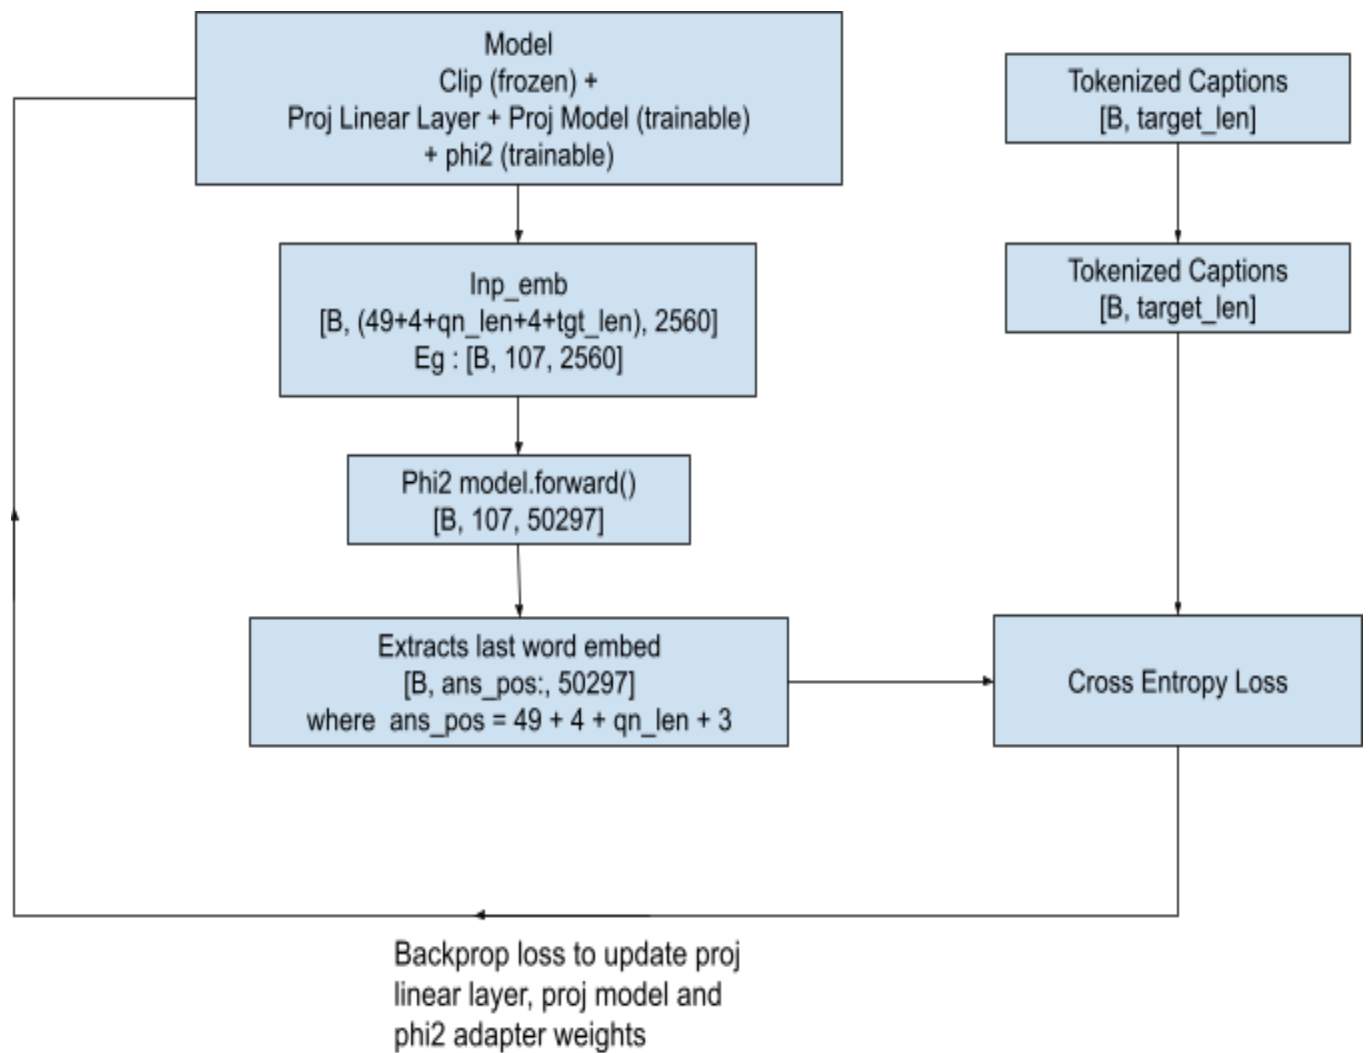 Model
Clip (frozen) +
Proj Linear Layer + Proj Model (trainable)
+ phi2 (trainable)
Tokenized Captions
[B, target_len]
Inp_emb
[B, (49+4+qn_len+4+tgt_len), 2560]
Eg : [B, 107, 2560]
Tokenized Captions
[B, target_len]
Phi2 model.forward()
[B, 107, 50297]
Extracts last word embed
[B, ans_pos:, 50297]
where ans_pos = 49 + 4 + qn_len + 3
Cross Entropy Loss
Backprop loss to update proj
linear layer, proj model and
phi2 adapter weights